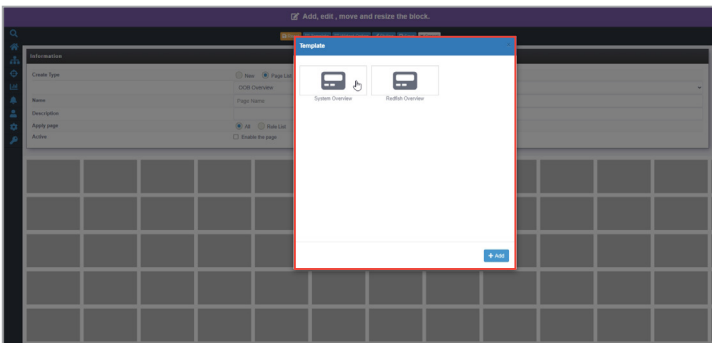 Add, edit , move and resize the block.
Template
Information
Create Type
New Page List
OOB Overview
System Overview
Redfish Overview
Name
Page Name
Description
Apply page
All Role List
Active
Enable the page
+ Add